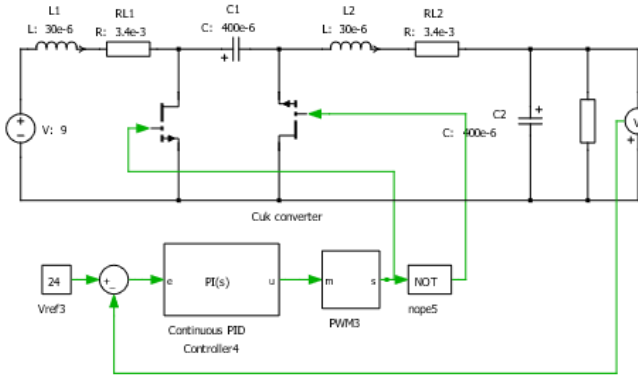 L1
L: 30e-6
RL1
R: 3.4e-3
C1
C: 400e-6
+
L2
L: 30e-6
RL2
R: 3.4e-3
V: 9
C2
C: 400e-6
+
V
+
Cuk converter
24
Vref3
e
PI(s)
u
Continuous PID
Controller4
m
s
PWM3
NOT
nope5